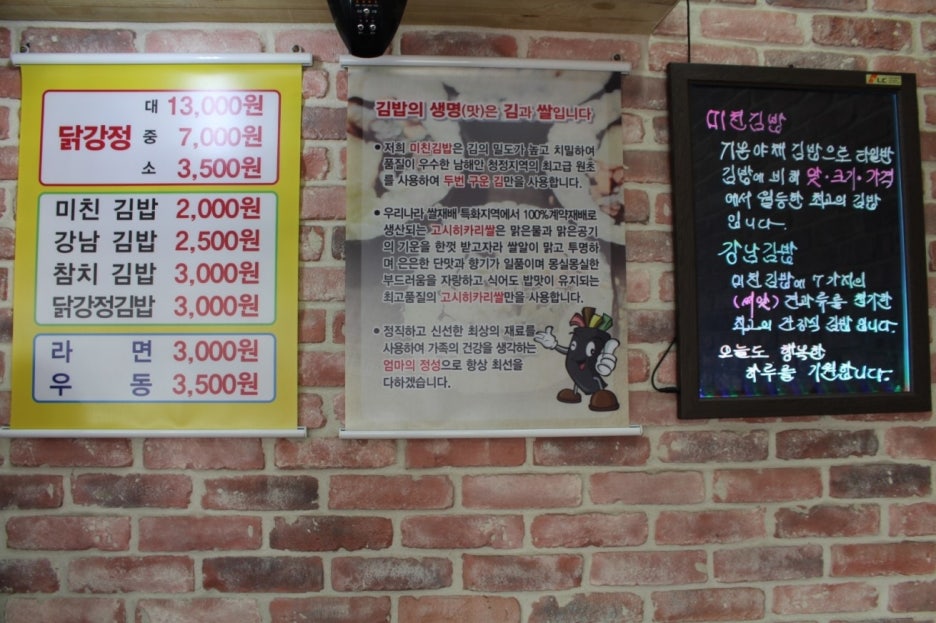 대 13,000원
닭강정 중 7,000원
소 3,500원
미친 김밥 2,000원
강남 김밥 2,500원
참치 김밥 3,000원
닭강정김밥 3,000원
라 면 3,000원
우 동 3,500원
김밥의 생명(맛)은 김과 쌀입니다
• 저희 미친김밥은 김의 밀도가 높고 치밀하여
품질이 우수한 남해안 청정지역의 최고급 원초
를 사용하여 두번 구운 김만을 사용합니다.
• 우리나라 쌀재배 특화지역에서 100%계약재배로
생산되는 고시히카리쌀은 맑은물과 맑은공기
의 기운을 한껏 받고자라 쌀알이 맑고 투명하
며 은은한 단맛과 향기가 일품이며 몽실몽실한
부드러움을 자랑하고 식어도 밥맛이 유지되는
최고품질의 고시히카리쌀만을 사용합니다.
• 정직하고 신선한 최상의 재료를
사용하여 가족의 건강을 생각하는
엄마의 정성으로 항상 최선을
다하겠습니다.
미친김밥
기운야채 김밥으로 타일반
김밥에 비해 맛·크기·가격
에서 월등한 최고의 김밥
입니다.
강남김밥
미친김밥에 7가지의
(씨앗) 견과류을 첨가한
최고의 건강식 김밥입니다
오늘도 행복한
하루를 기원합니다.